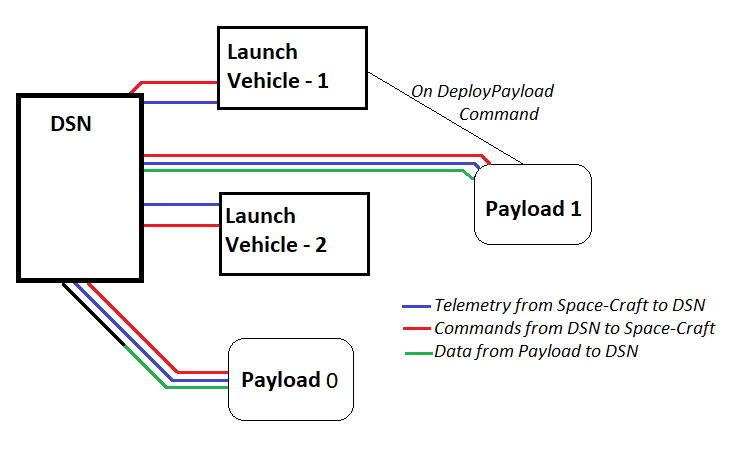 Launch
Vehicle - 1
On DeployPayload
Command
DSN
Payload 1
Launch
Vehicle - 2
Telemetry from Space-Craft to DSN
Commands from DSN to Space-Craft
Data from Payload to DSN
Payload 0